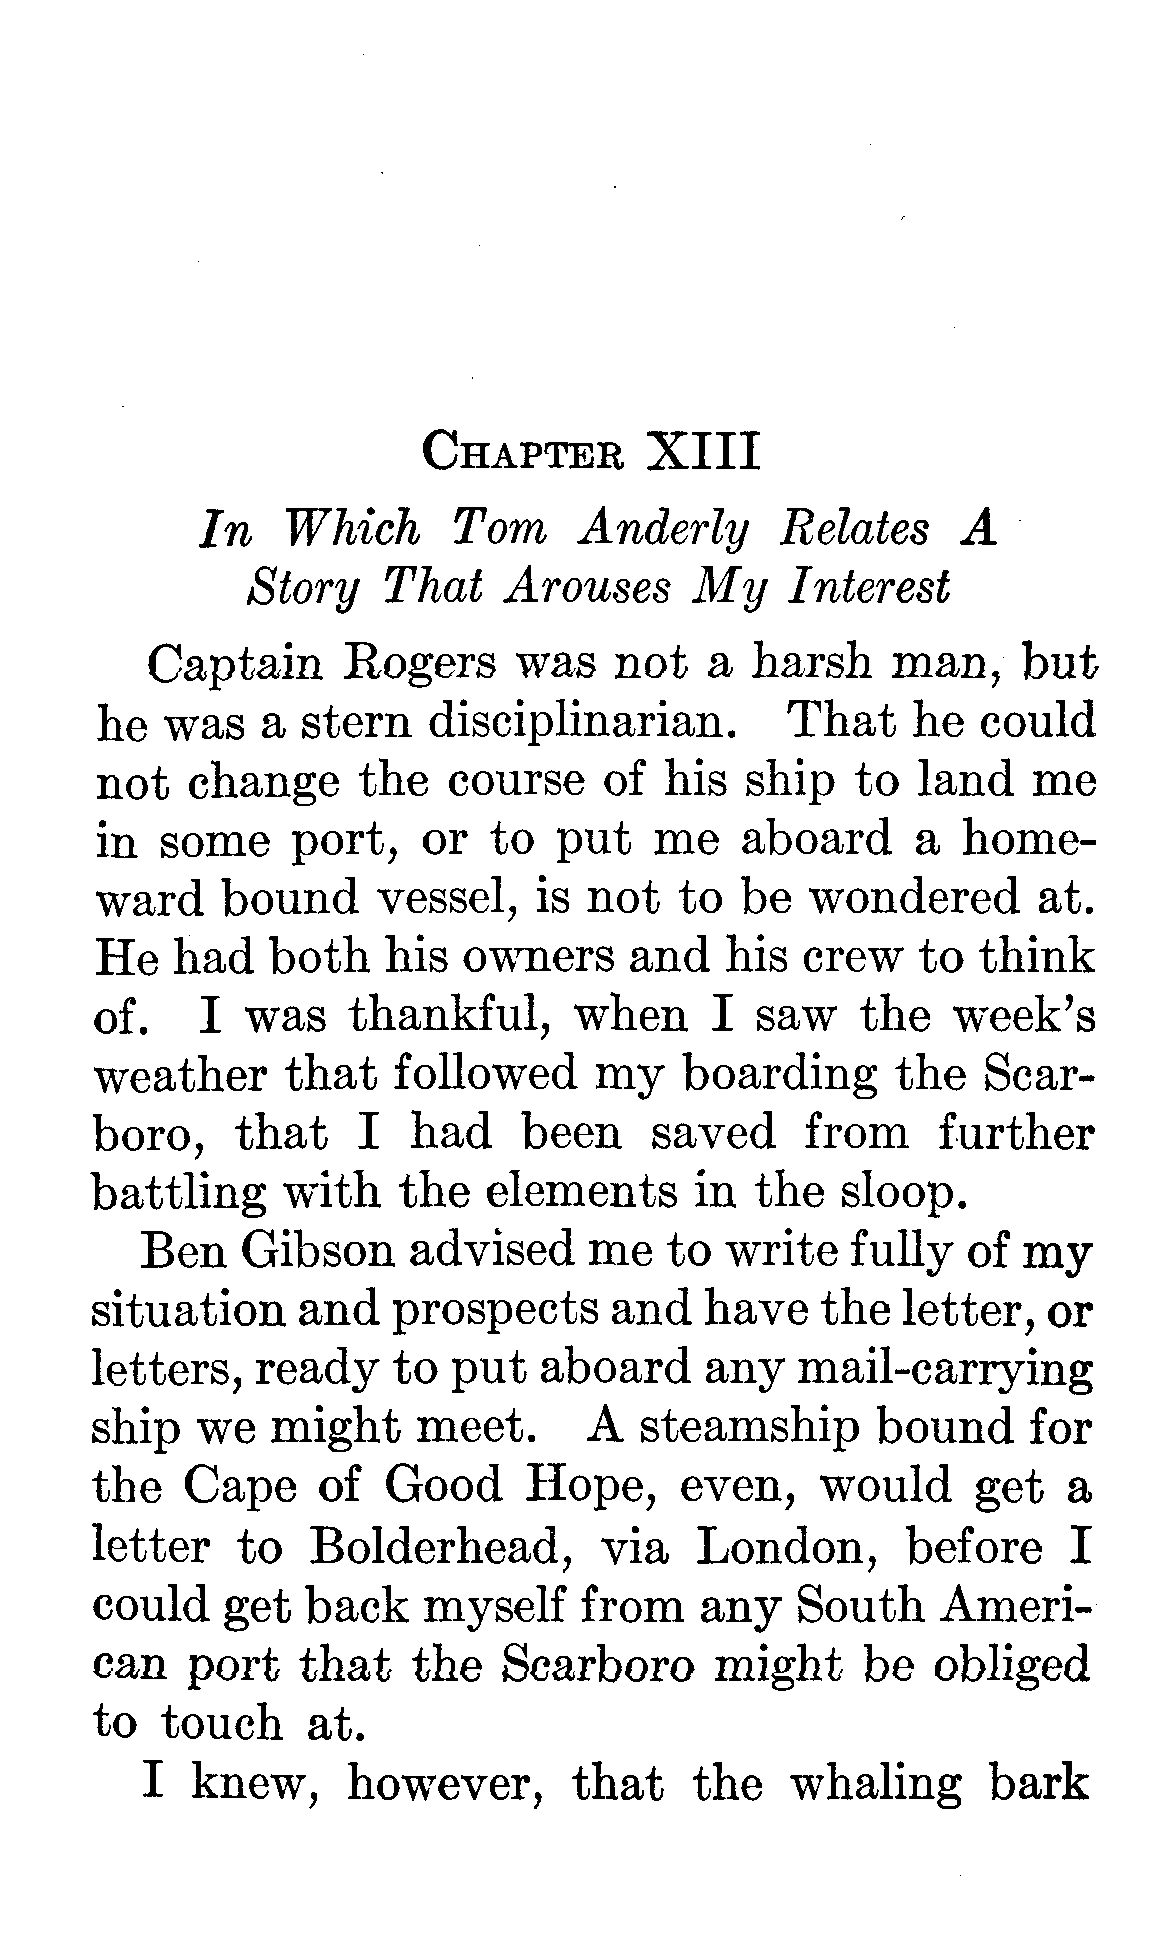 Chapter XIII
In Which Tom Anderly Relates A
Story That Arouses My Interest
Captain Rogers was not a harsh man, but
he was a stern disciplinarian. That he could
not change the course of his ship to land me
in some port, or to put me aboard a home-
ward bound vessel, is not to be wondered at.
He had both his owners and his crew to think
of. I was thankful, when I saw the week's
weather that followed my boarding the Scar-
boro, that I had been saved from further
battling with the elements in the sloop.
Ben Gibson advised me to write fully of my
situation and prospects and have the letter, or
letters, ready to put aboard any mail-carrying
ship we might meet. A steamship bound for
the Cape of Good Hope, even, would get a
letter to Bolderhead, via London, before I
could get back myself from any South Ameri-
can port that the Scarboro might be obliged
to touch at.
I knew, however, that the whaling bark